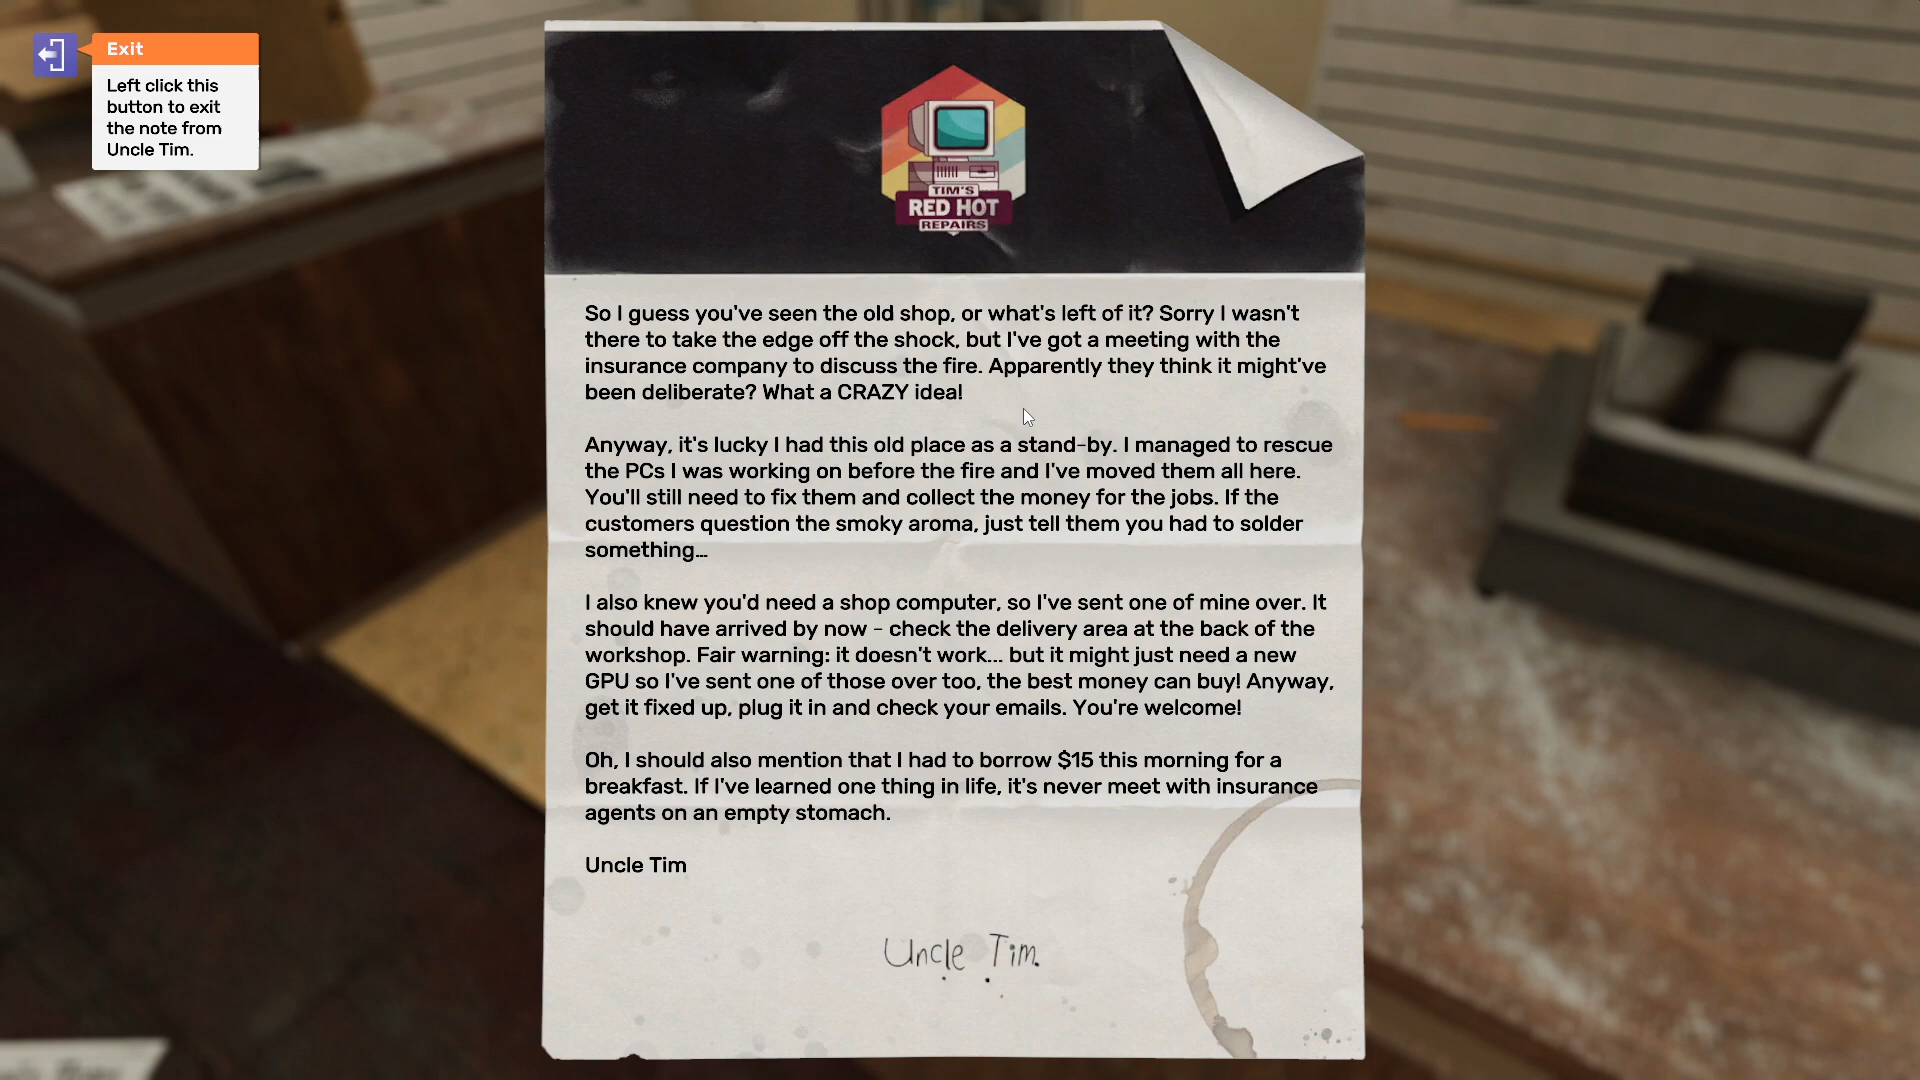 Exit
Left click this
button to exit
the note from
Uncle Tim.
TIM'S
RED HOT
REPAIRS
So I guess you've seen the old shop, or what's left of it? Sorry I wasn't
there to take the edge off the shock, but I've got a meeting with the
insurance company to discuss the fire. Apparently they think it might've
been deliberate? What a CRAZY idea!
Anyway, it's lucky I had this old place as a stand-by. I managed to rescue
the PCs I was working on before the fire and I've moved them all here.
You'll still need to fix them and collect the money for the jobs. If the
customers question the smoky aroma, just tell them you had to solder
something...
I also knew you'd need a shop computer, so I've sent one of mine over. It
should have arrived by now - check the delivery area at the back of the
workshop. Fair warning: it doesn't work... but it might just need a new
GPU so I've sent one of those over too, the best money can buy! Anyway,
get it fixed up, plug it in and check your emails. You're welcome!
Oh, I should also mention that I had to borrow $15 this morning for a
breakfast. If I've learned one thing in life, it's never meet with insurance
agents on an empty stomach.
Uncle Tim
Uncle Tim.